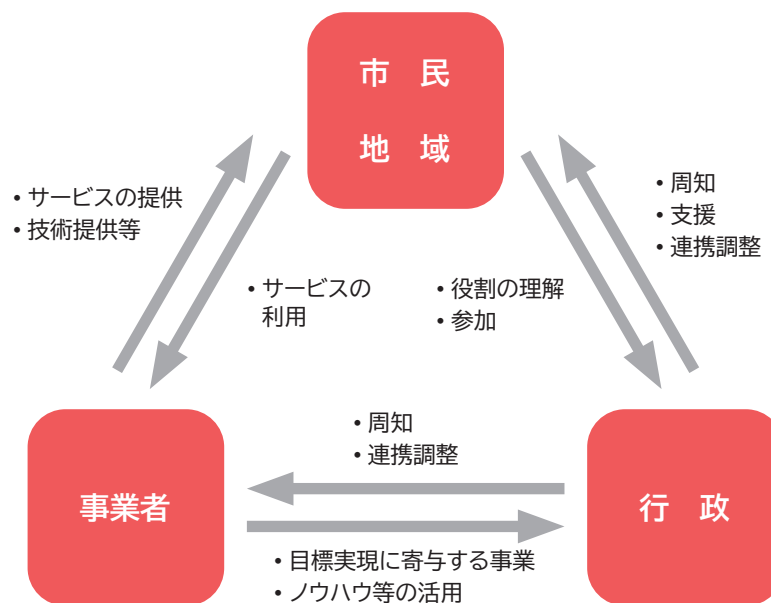 市　民
地　域
・サービスの提供
・技術提供等
・周知
・支援
・連携調整
・サービスの
利用
・役割の理解
・参加
・周知
・連携調整
事業者
行　政
・目標実現に寄与する事業
・ノウハウ等の活用